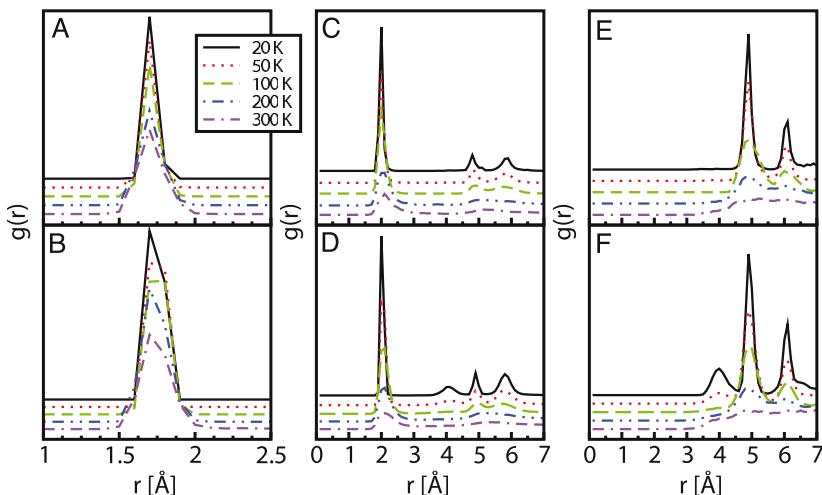 A
C
E
20 K
50 K
100 K
200 K
300 K
g(r)
g(r)
g(r)
B
D
F
1 1.5 2 2.5 0 1 2 3 4 5 6 7 0 1 2 3 4 5 6 7
r [Å] r [Å] r [Å]